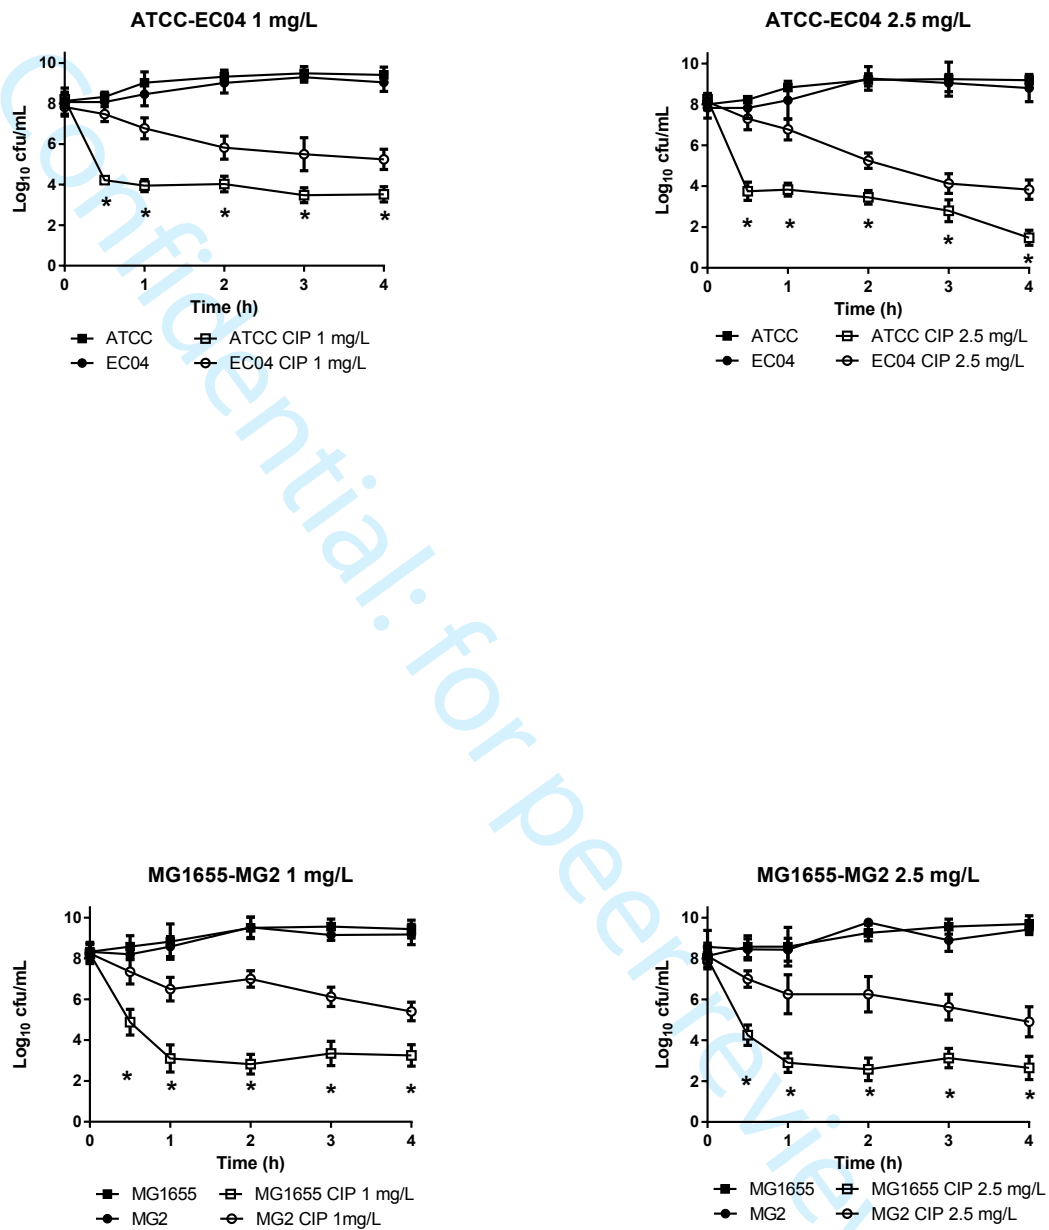 ATCC-EC04 1 mg/L
10
8
6
4
2
0
Log10 cfu/mL
* * * * *
0 1 2 3 4
Time (h)
ATCC ATCC CIP 1 mg/L
EC04 EC04 CIP 1 mg/L
ATCC-EC04 2.5 mg/L
10
8
6
4
2
0
Log10 cfu/mL
* * * * *
0 1 2 3 4
Time (h)
ATCC ATCC CIP 2.5 mg/L
EC04 EC04 CIP 2.5 mg/L
Confidential: for peer review
MG1655-MG2 1 mg/L
10
8
6
4
2
0
Log10 cfu/mL
* * * * *
0 1 2 3 4
Time (h)
MG1655 MG1655 CIP 1 mg/L
MG2 MG2 CIP 1mg/L
MG1655-MG2 2.5 mg/L
10
8
6
4
2
0
Log10 cfu/mL
* * * * *
0 1 2 3 4
Time (h)
MG1655 MG1655 CIP 2.5 mg/L
MG2 MG2 CIP 2.5 mg/L